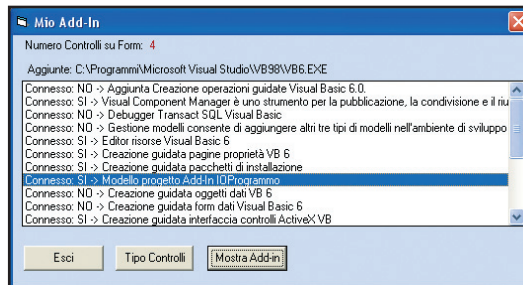 Mio Add-In
Numero Controlli su Form: 4
Aggiunte: C:\Programmi\Microsoft Visual Studio\VB98\VB6.EXE
Connesso: NO -> Aggiunta Creazione operazioni guidate Visual Basic 6.0.
Connesso: SI -> Visual Component Manager è uno strumento per la pubblicazione, la condivisione e il riu
Connesso: NO -> Debugger Transact SQL Visual Basic
Connesso: NO -> Gestione modelli consente di aggiungere altri tre tipi di modelli nell'ambiente di sviluppo
Connesso: SI -> Editor risorse Visual Basic 6
Connesso: SI -> Creazione guidata pagine proprietà VB 6
Connesso: SI -> Creazione guidata pacchetti di installazione
Connesso: SI -> Modello progetto Add-In IOProgrammo
Connesso: NO -> Creazione guidata oggetti dati VB 6
Connesso: NO -> Creazione guidata form dati Visual Basic 6
Connesso: SI -> Creazione guidata interfaccia controlli ActiveX VB
Esci Tipo Controlli Mostra Add-in